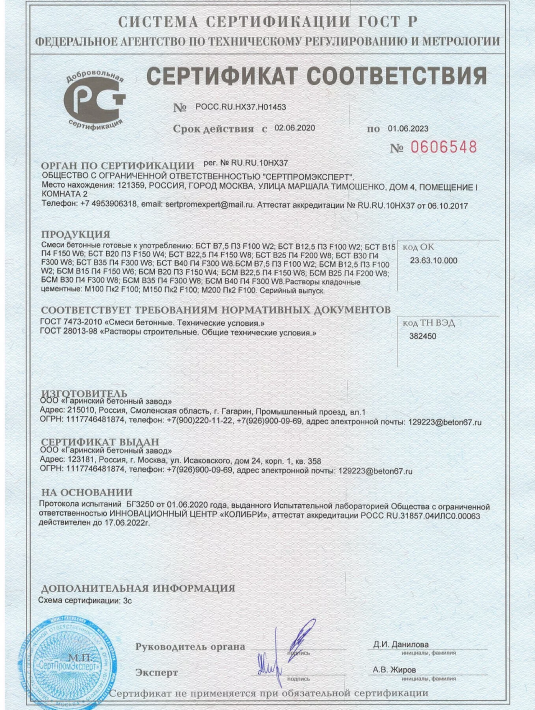 СИСТЕМА СЕРТИФИКАЦИИ ГОСТ Р
ФЕДЕРАЛЬНОЕ АГЕНТСТВО ПО ТЕХНИЧЕСКОМУ РЕГУЛИРОВАНИЮ И МЕТРОЛОГИИ
Добровольная
сертификация
СЕРТИФИКАТ СООТВЕТСТВИЯ
№ РОСС.RU.НХ37.Н01453
Срок действия с 02.06.2020 по 01.06.2023
№ 0606548
ОРГАН ПО СЕРТИФИКАЦИИ рег. № RU.RU.10НХ37
ОБЩЕСТВО С ОГРАНИЧЕННОЙ ОТВЕТСТВЕННОСТЬЮ "СЕРТПРОМЭКСПЕРТ".
Место нахождения: 121359, РОССИЯ, ГОРОД МОСКВА, УЛИЦА МАРШАЛА ТИМОШЕНКО, ДОМ 4, ПОМЕЩЕНИЕ I
КОМНАТА 2
Телефон: +7 4953906318, email: sertpromexpert@mail.ru. Аттестат аккредитации № RU.RU.10НХ37 от 06.10.2017
ПРОДУКЦИЯ
Смеси бетонные готовые к употреблению: БСТ В7,5 П3 F100 W2; БСТ В12,5 П3 F100 W2; БСТ В15
П4 F150 W6; БСТ В20 П3 F150 W4; БСТ В22,5 П4 F150 W8; БСТ В25 П4 F200 W8; БСТ В30 П4
F300 W8; БСТ В35 П4 F300 W8; БСТ В40 П4 F300 W8.БСМ В7,5 П3 F100 W2; БСМ В12,5 П3 F100
W2; БСМ В15 П4 F150 W6; БСМ В20 П3 F150 W4; БСМ В22,5 П4 F150 W8; БСМ В25 П4 F200 W8;
БСМ В30 П4 F300 W8; БСМ В35 П4 F300 W8; БСМ В40 П4 F300 W8.Растворы кладочные
цементные: М100 Пк2 F100; М150 Пк2 F100; М200 Пк2 F100. Серийный выпуск.
код ОК
23.63.10.000
СООТВЕТСТВУЕТ ТРЕБОВАНИЯМ НОРМАТИВНЫХ ДОКУМЕНТОВ
ГОСТ 7473-2010 «Смеси бетонные. Технические условия.»
ГОСТ 28013-98 «Растворы строительные. Общие технические условия.»
код ТН ВЭД
382450
ИЗГОТОВИТЕЛЬ
ООО «Гаринский бетонный завод»
Адрес: 215010, Россия, Смоленская область, г. Гагарин, Промышленный проезд, вл.1
ОГРН: 1117746481874, телефон: +7(900)220-11-22, +7(926)900-09-69, адрес электронной почты: 129223@beton67.ru
СЕРТИФИКАТ ВЫДАН
ООО «Гаринский бетонный завод»
Адрес: 123181, Россия, г. Москва, ул. Исаковского, дом 24, корп. 1, кв. 358
ОГРН: 1117746481874, телефон: +7(926)900-09-69, адрес электронной почты: 129223@beton67.ru
НА ОСНОВАНИИ
Протокола испытаний БГ3250 от 01.06.2020 года, выданного Испытательной лабораторией Общества с ограниченной
ответственностью ИННОВАЦИОННЫЙ ЦЕНТР «КОЛИБРИ», аттестат аккредитации РОСС RU.31857.04ИЛС0.00063
действителен до 17.06.2022г.
ДОПОЛНИТЕЛЬНАЯ ИНФОРМАЦИЯ
Схема сертификации: 3с
М.П.
СертПромЭксперт
Руководитель органа
подпись
Д.И. Данилова
инициалы, фамилия
Эксперт
подпись
А.В. Жиров
инициалы, фамилия
Сертификат не применяется при обязательной сертификации